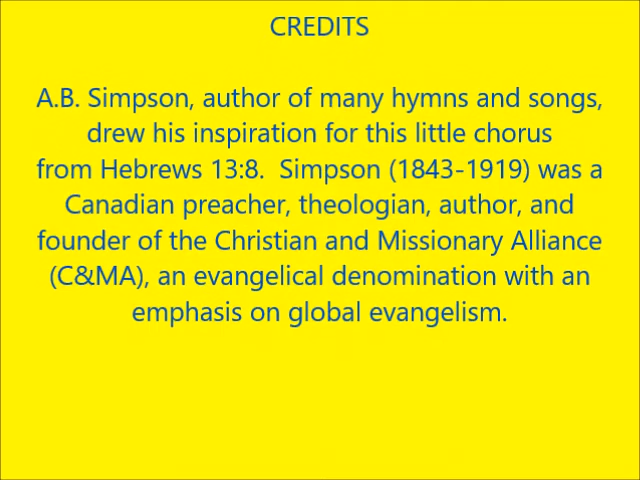 CREDITS
A.B. Simpson, author of many hymns and songs,
drew his inspiration for this little chorus
from Hebrews 13:8.  Simpson (1843-1919) was a
Canadian preacher, theologian, author, and
founder of the Christian and Missionary Alliance
(C&MA), an evangelical denomination with an
emphasis on global evangelism.